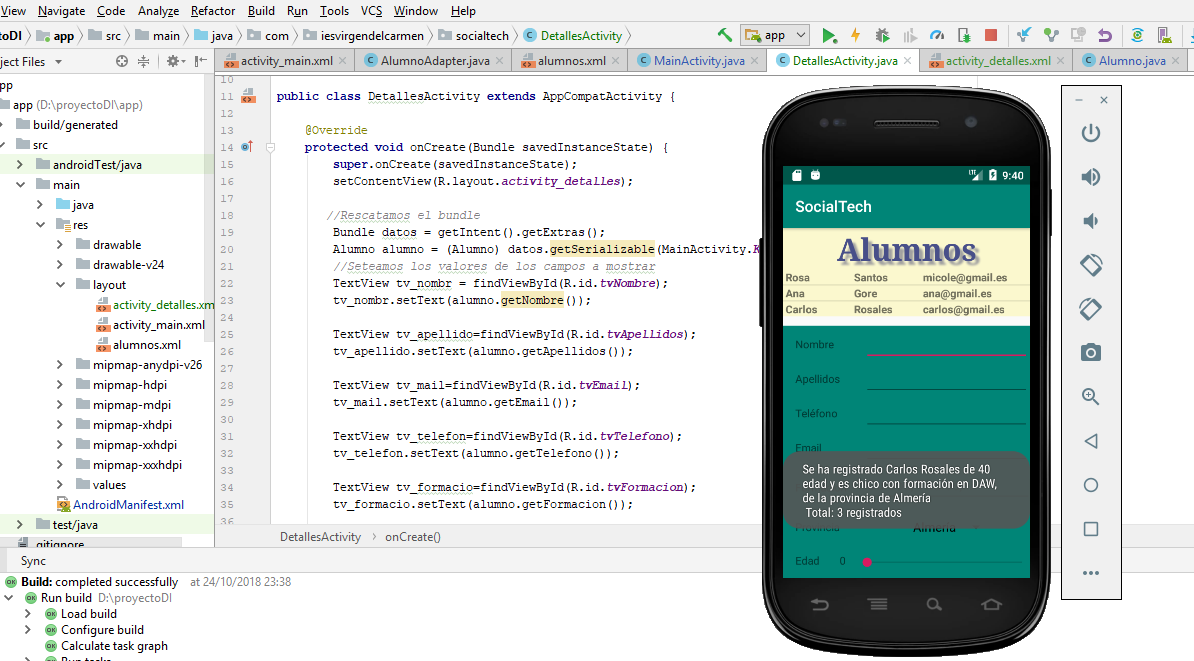 View Navigate Code Analyze Refactor Build Run Tools VCS Window Help
toDI app src main java com iesvirgendelcarmen socialtech DetallesActivity app
ject Files activity_main.xml AlumnoAdapter.java alumnos.xml MainActivity.java DetallesActivity.java activity_detalles.xml Alumno.java
pp
app (D:\proyectoDI\app)
build/generated
src
androidTest/java
main
java
res
drawable
drawable-v24
layout
activity_detalles.xm
activity_main.xml
alumnos.xml
mipmap-anydpi-v26
mipmap-hdpi
mipmap-mdpi
mipmap-xhdpi
mipmap-xxhdpi
mipmap-xxxhdpi
values
AndroidManifest.xml
test/java
.gitignore
10
11 public class DetallesActivity extends AppCompatActivity {
12
13 @Override
14 protected void onCreate(Bundle savedInstanceState) {
15 super.onCreate(savedInstanceState);
16 setContentView(R.layout.activity_detalles);
17
18 //Rescatamos el bundle
19 Bundle datos = getIntent().getExtras();
20 Alumno alumno = (Alumno) datos.getSerializable(MainActivity.K
21 //Seteamos los valores de los campos a mostrar
22 TextView tv_nombr = findViewById(R.id.tvNombre);
23 tv_nombr.setText(alumno.getNombre());
24
25 TextView tv_apellido=findViewById(R.id.tvApellidos);
26 tv_apellido.setText(alumno.getApellidos());
27
28 TextView tv_mail=findViewById(R.id.tvEmail);
29 tv_mail.setText(alumno.getEmail());
30
31 TextView tv_telefon=findViewById(R.id.tvTelefono);
32 tv_telefon.setText(alumno.getTelefono());
33
34 TextView tv_formacio=findViewById(R.id.tvFormacion);
35 tv_formacio.setText(alumno.getFormacion());
36
DetallesActivity onCreate()
LTE 9:40
SocialTech
Alumnos
Rosa Santos micole@gmail.es
Ana Gore ana@gmail.es
Carlos Rosales carlos@gmail.es
Nombre
Apellidos
Teléfono
Email
Se ha registrado Carlos Rosales de 40
edad y es chico con formación en DAW,
de la provincia de Almería
Total: 3 registrados
Provincia Almería
Edad 0
Sync
OK Build: completed successfully at 24/10/2018 23:38
OK Run build D:\proyectoDI
OK Load build
OK Configure build
OK Calculate task graph
OK Run tasks